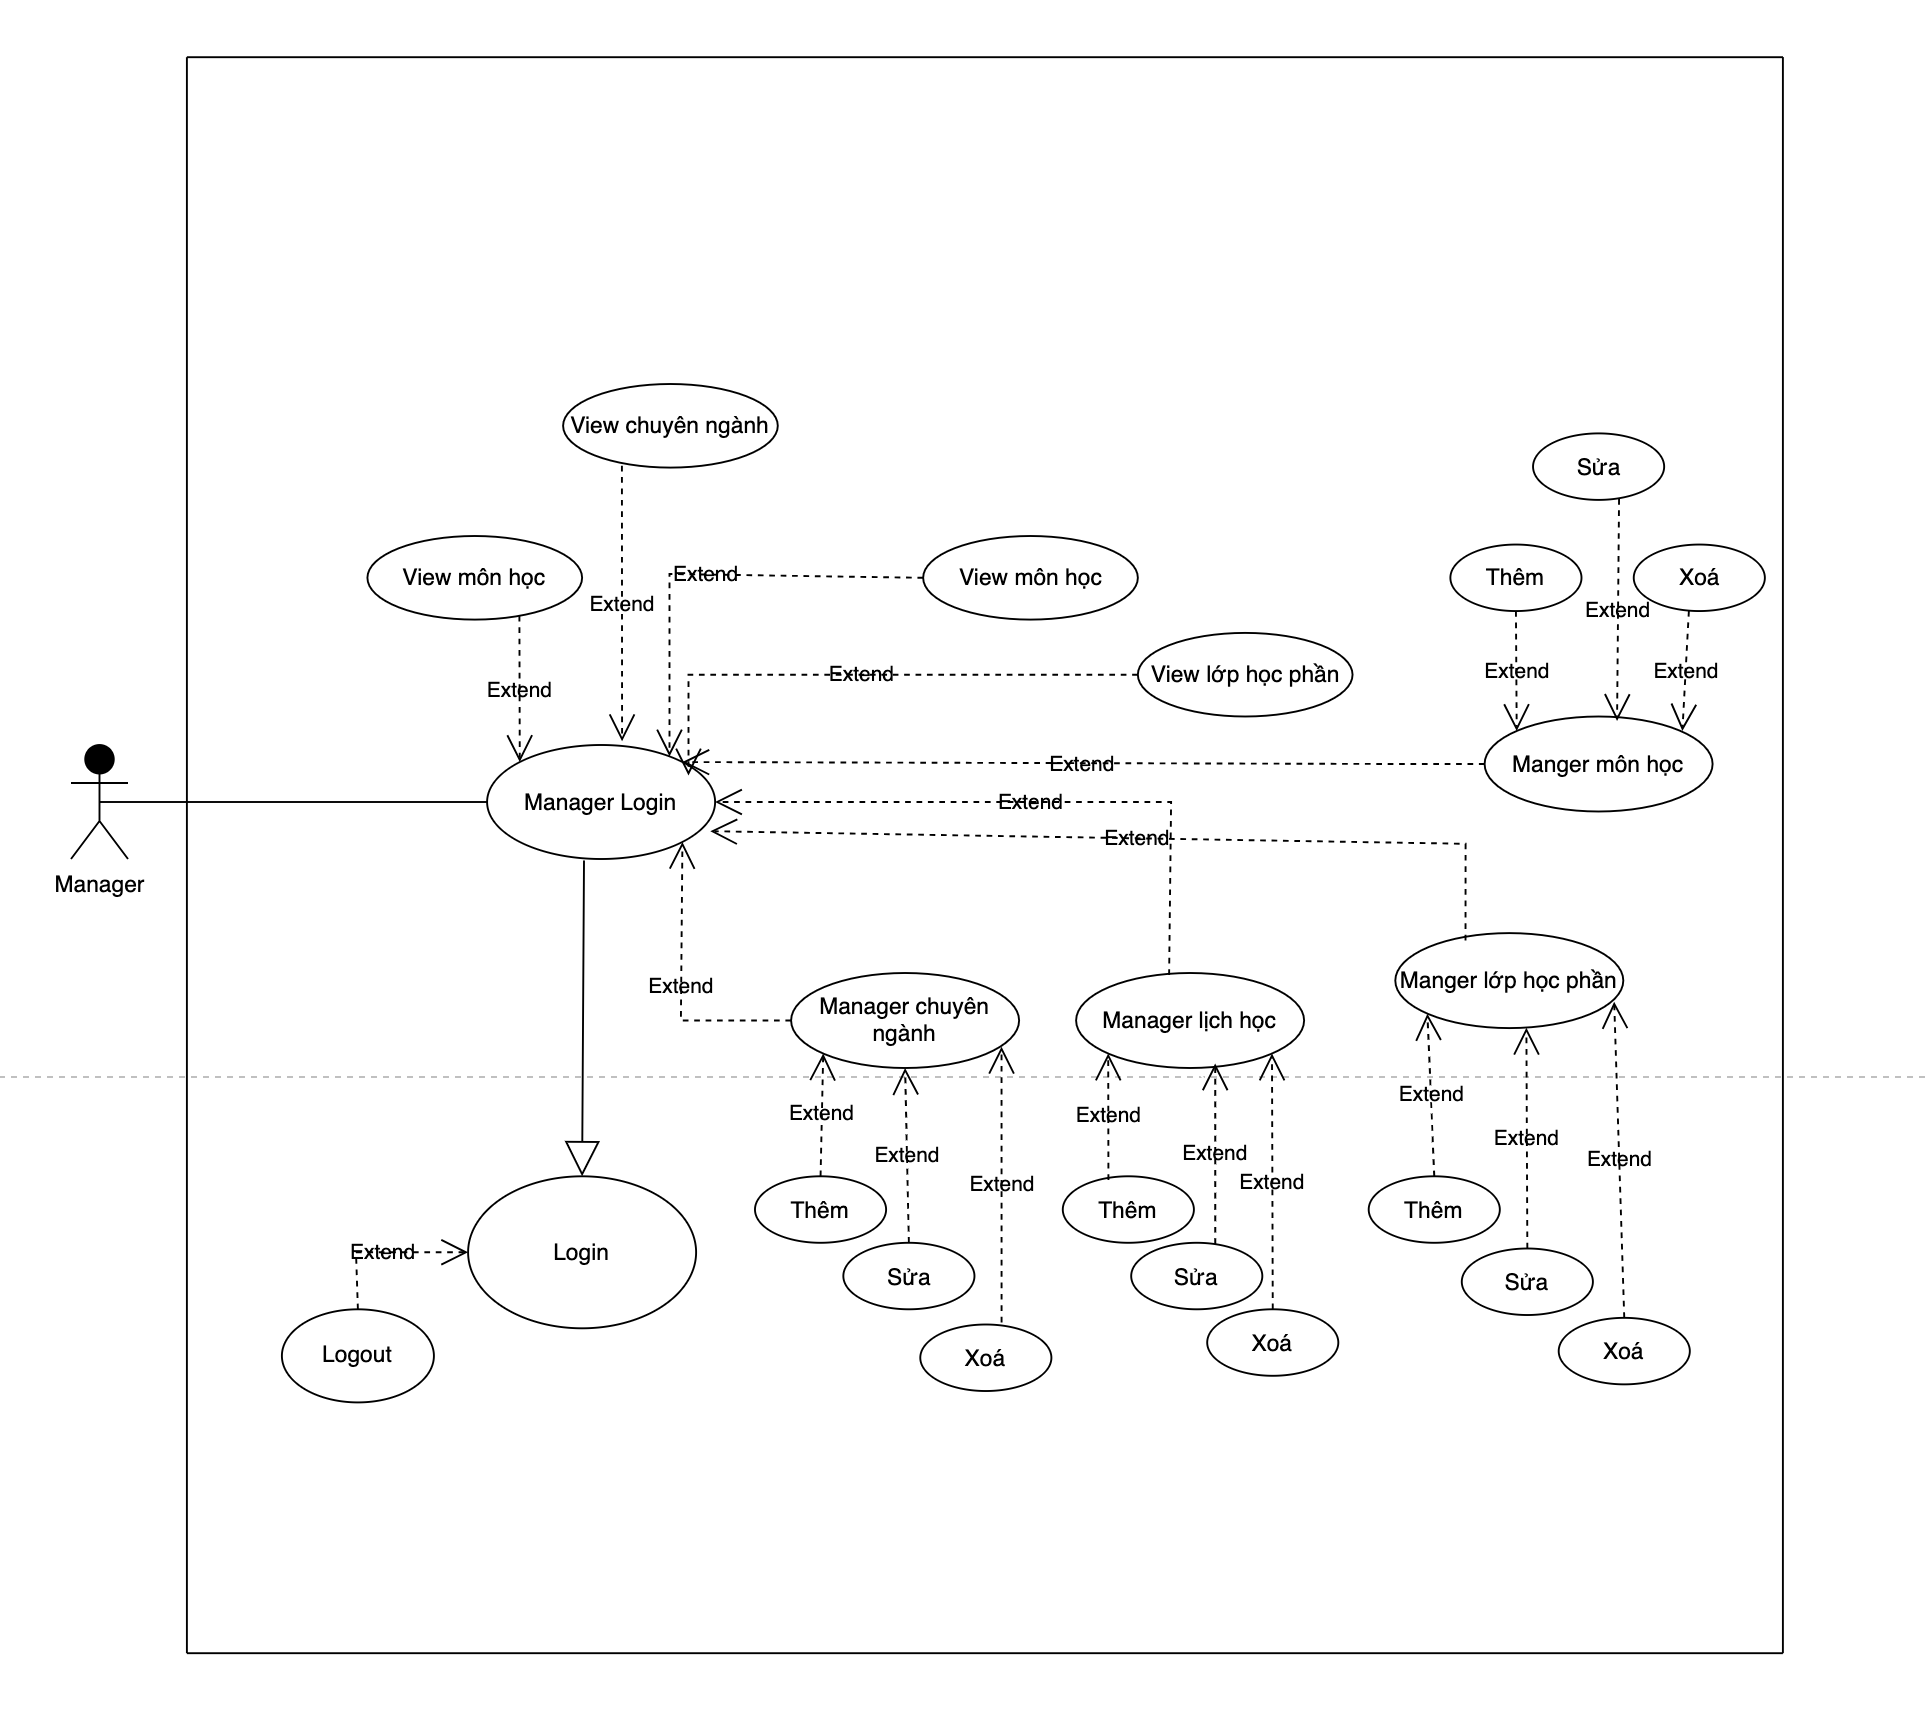 View chuyên ngành
Sửa
View môn học
Extend
View môn học
Thêm
Xoá
Extend
Extend
Extend
View lớp học phần
Extend
Extend
Extend
Manger môn học
Extend
Manager Login
Extend
Extend
Manager
Extend
Manger lớp học phần
Manager chuyên
ngành
Manager lịch học
Extend
Extend
Extend
Extend
Extend
Extend
Extend
Extend
Extend
Thêm
Thêm
Thêm
Extend
Login
Sửa
Sửa
Sửa
Logout
Xoá
Xoá
Xoá